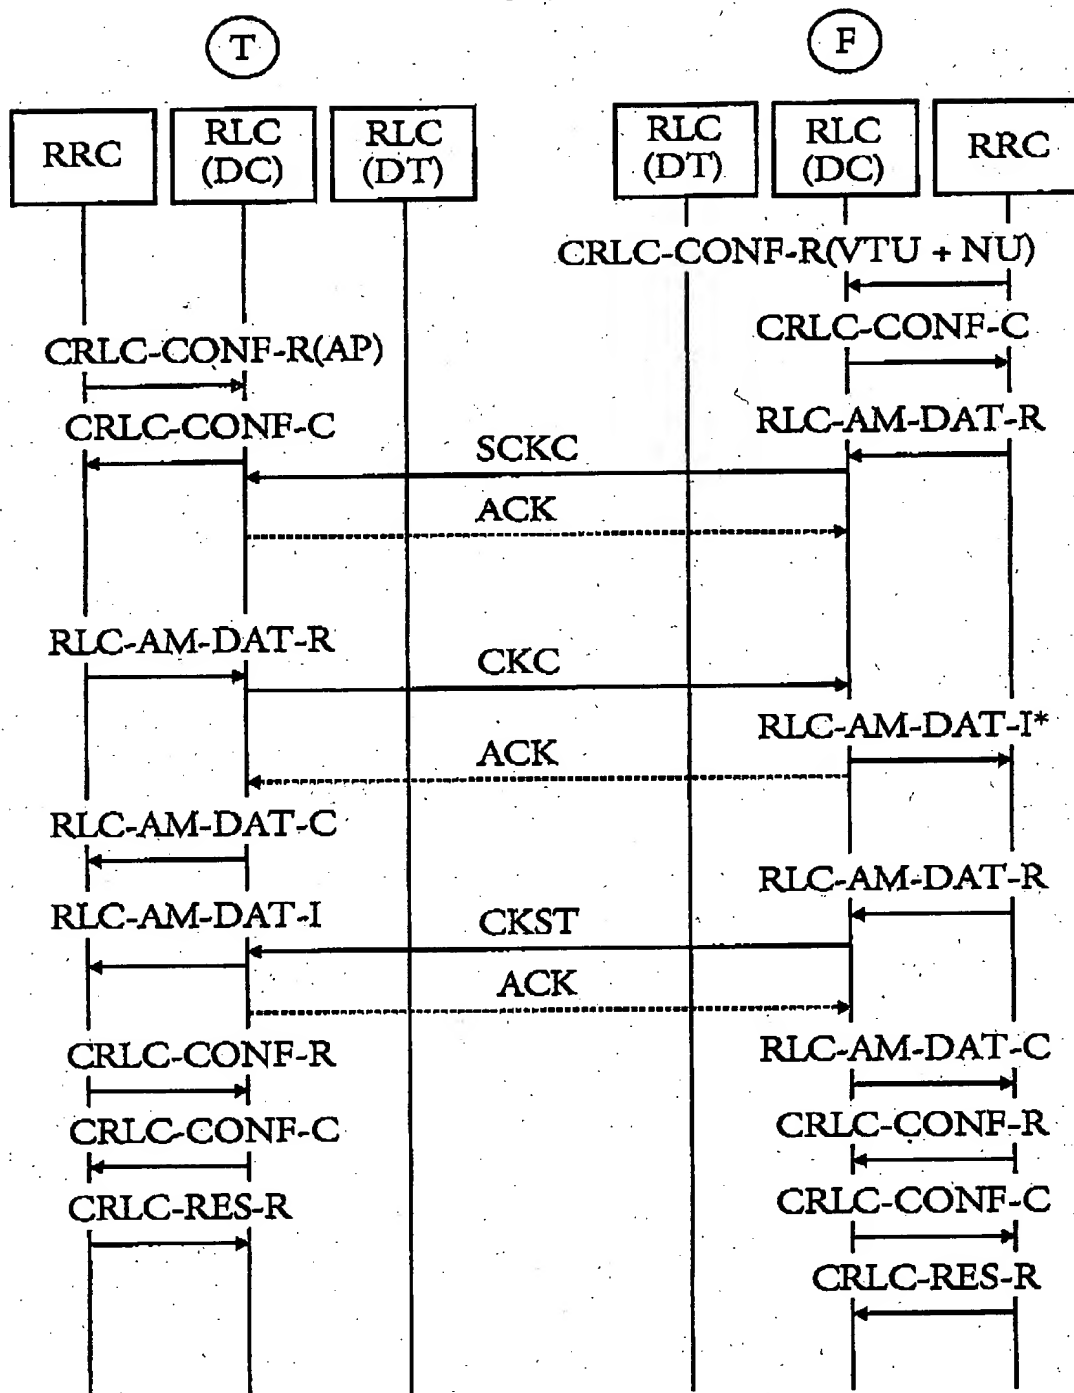 T
F
RRC
RLC
(DC)
RLC
(DT)
RLC
(DT)
RLC
(DC)
RRC
CRLC-CONF-R(VTU + NU)
CRLC-CONF-C
CRLC-CONF-R(AP)
CRLC-CONF-C
RLC-AM-DAT-R
SCKC
ACK
RLC-AM-DAT-R
CKC
RLC-AM-DAT-I*
ACK
RLC-AM-DAT-C
RLC-AM-DAT-R
RLC-AM-DAT-I
CKST
ACK
CRLC-CONF-R
RLC-AM-DAT-C
CRLC-CONF-C
CRLC-CONF-R
CRLC-RES-R
CRLC-CONF-C
CRLC-RES-R